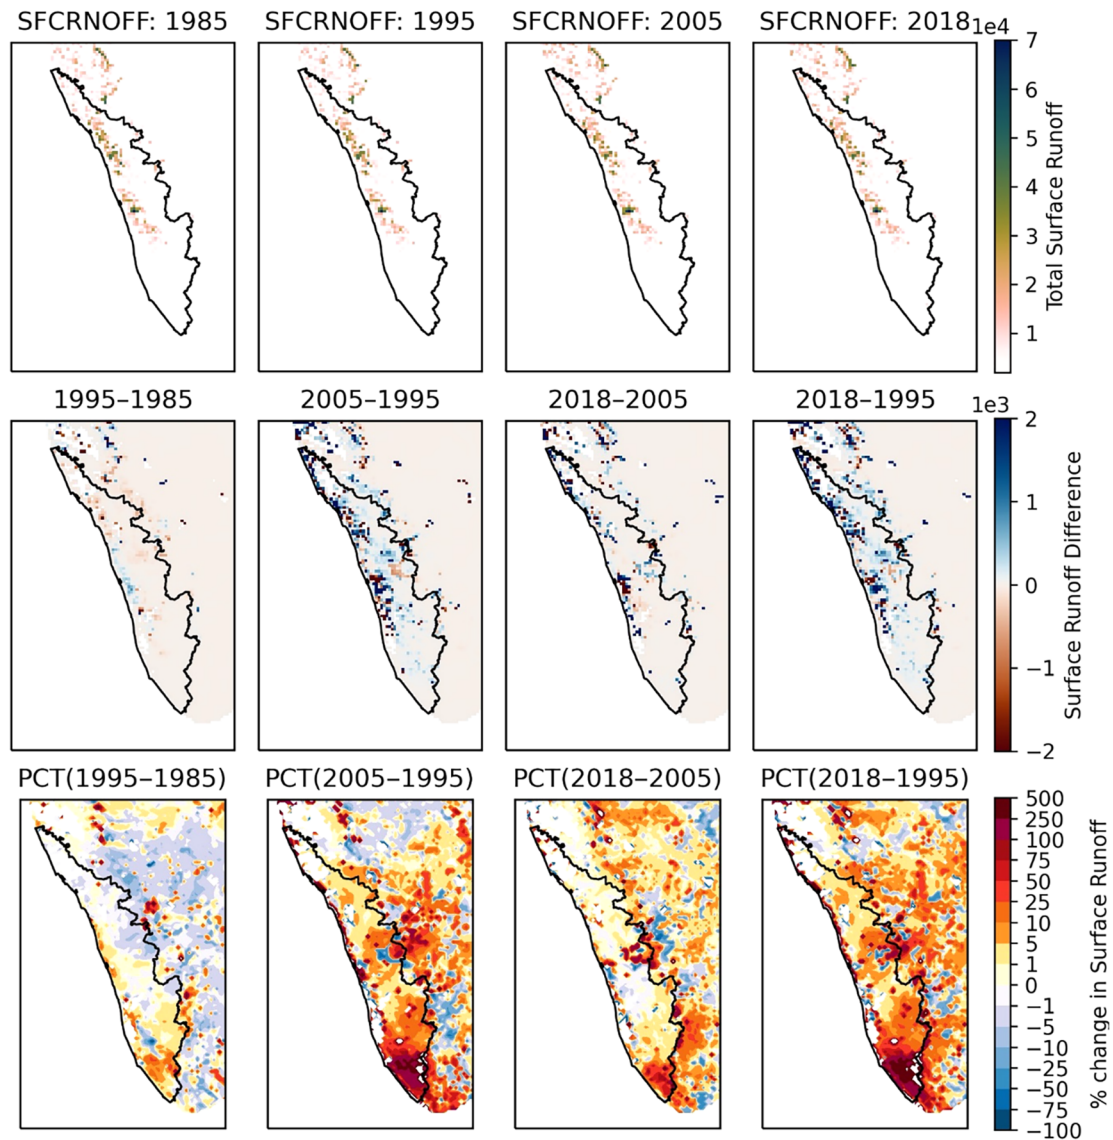 SFCRNOFF: 1985
SFCRNOFF: 1995
SFCRNOFF: 2005
SFCRNOFF: 2018
1e4
7
6
5
4
3
2
1
Total Surface Runoff
1995–1985
2005–1995
2018–2005
2018–1995
1e3
2
1
0
−1
−2
Surface Runoff Difference
PCT(1995–1985)
PCT(2005–1995)
PCT(2018–2005)
PCT(2018–1995)
500
250
100
75
50
25
10
5
1
0
−1
−5
−10
−25
−50
−75
−100
% change in Surface Runoff